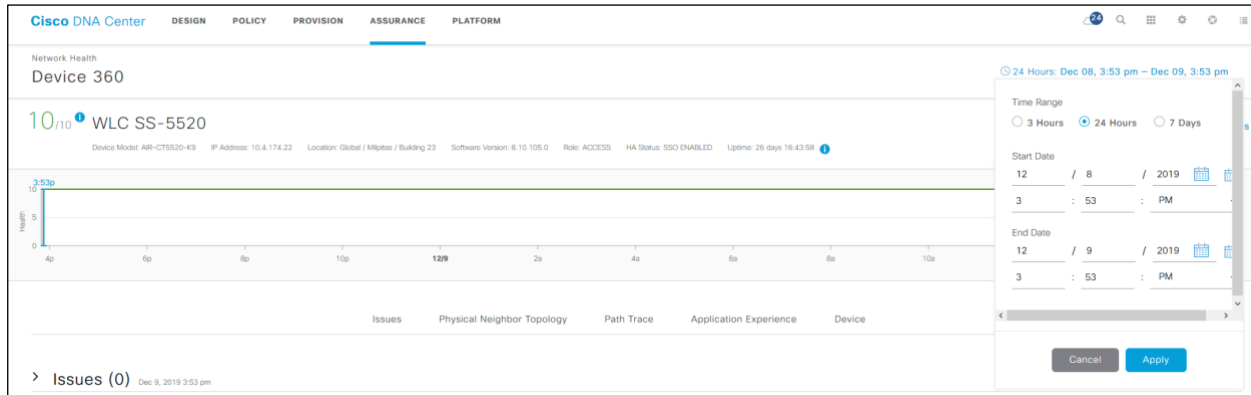 Cisco DNA Center DESIGN POLICY PROVISION ASSURANCE PLATFORM 24
Network Health
Device 360
24 Hours: Dec 08, 3:53 pm – Dec 09, 3:53 pm
10/10 i WLC SS-5520
Device Model: AIR-CT5520-K9 IP Address: 10.4.174.22 Location: Global / Milpitas / Building 23 Software Version: 8.10.105.0 Role: ACCESS HA Status: SSO ENABLED Uptime: 26 days 16:43:58 i
3:53p
10
5
0
Health
4p 6p 8p 10p 12/9 2a 4a 6a 8a 10a
Time Range
3 Hours 24 Hours 7 Days
Start Date
12 / 8 / 2019
3 : 53 : PM
End Date
12 / 9 / 2019
3 : 53 : PM
Cancel Apply
Issues Physical Neighbor Topology Path Trace Application Experience Device
Issues (0) Dec 9, 2019 3:53 pm